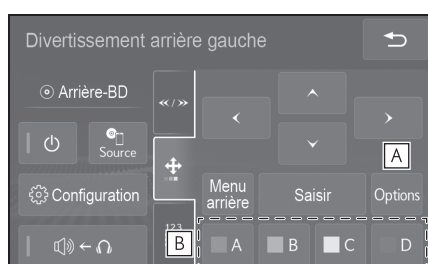 Divertissement arrière gauche
Arrière-BD
«/»
Source
A
Configuration
Menu
arrière
Saisir
Options
123
B
A
B
C
D